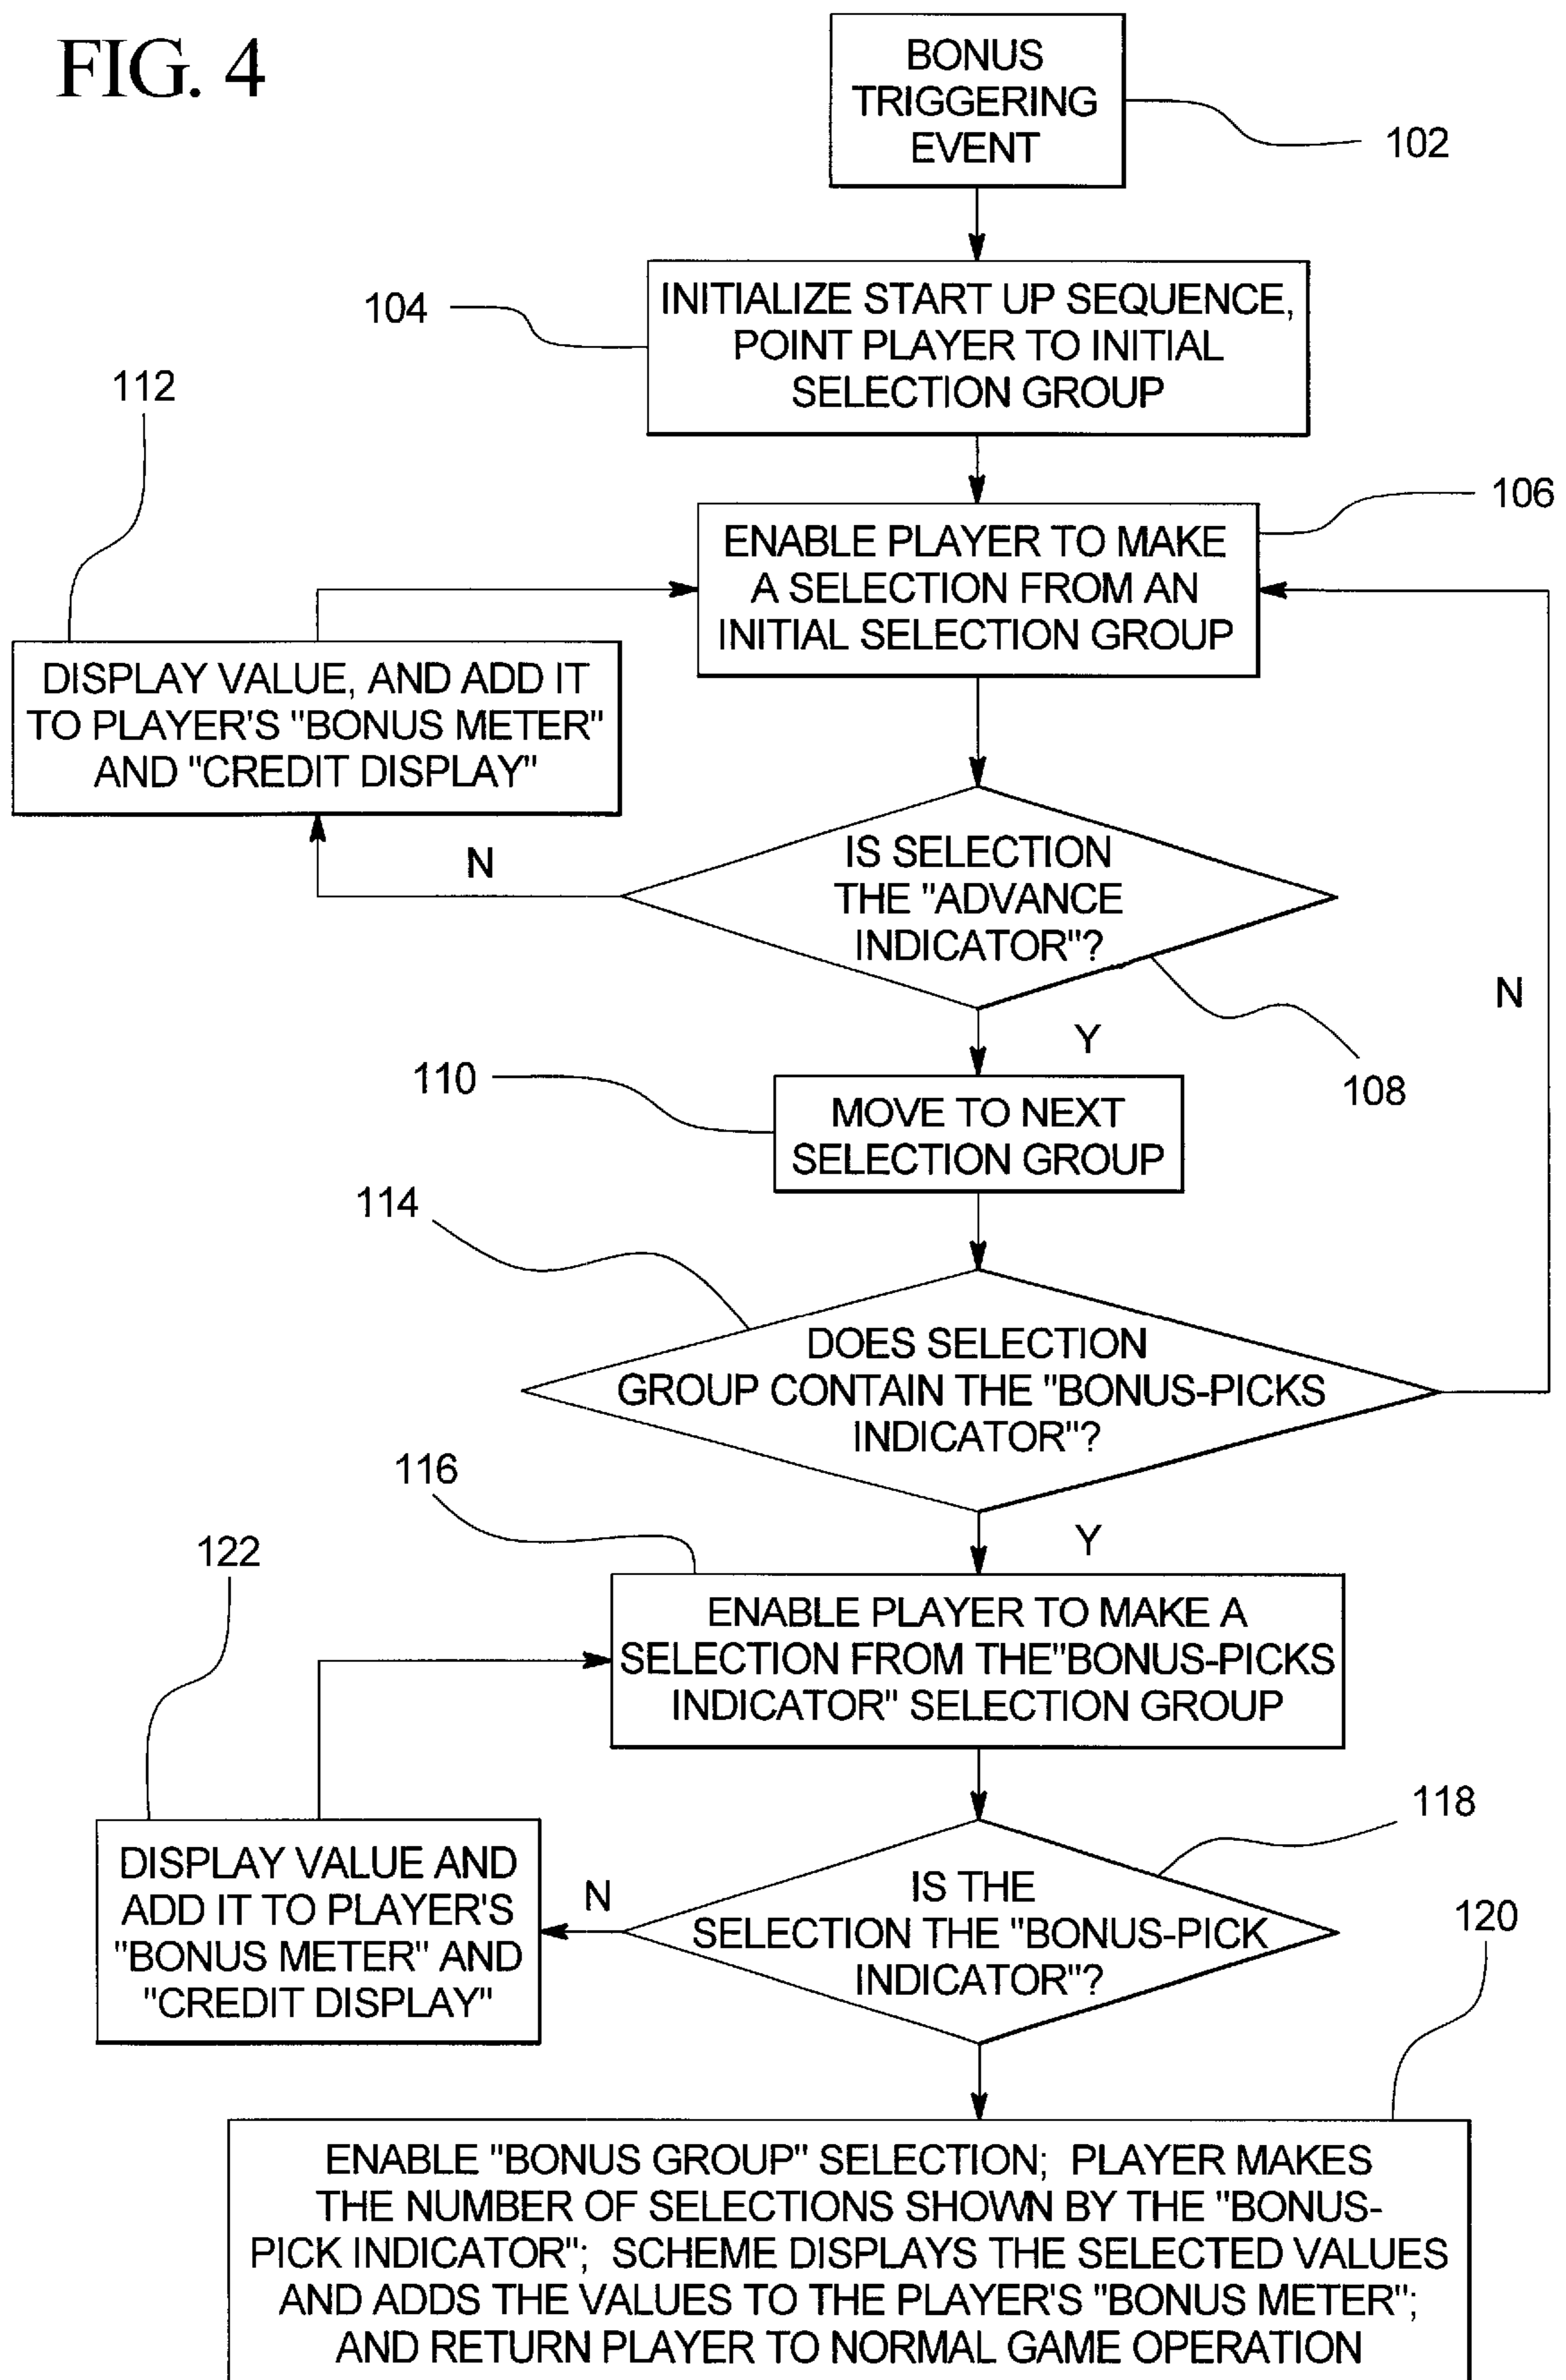 FIG. 4
BONUS
TRIGGERING
EVENT
102
104
INITIALIZE START UP SEQUENCE,
POINT PLAYER TO INITIAL
SELECTION GROUP
112
106
ENABLE PLAYER TO MAKE
A SELECTION FROM AN
INITIAL SELECTION GROUP
DISPLAY VALUE, AND ADD IT
TO PLAYER'S "BONUS METER"
AND "CREDIT DISPLAY"
N
IS SELECTION
THE "ADVANCE
INDICATOR"?
N
Y
108
110
MOVE TO NEXT
SELECTION GROUP
114
DOES SELECTION
GROUP CONTAIN THE "BONUS-PICKS
INDICATOR"?
116
Y
122
ENABLE PLAYER TO MAKE A
SELECTION FROM THE"BONUS-PICKS
INDICATOR" SELECTION GROUP
118
DISPLAY VALUE AND
ADD IT TO PLAYER'S
"BONUS METER" AND
"CREDIT DISPLAY"
N
IS THE
SELECTION THE "BONUS-PICK
INDICATOR"?
120
ENABLE "BONUS GROUP" SELECTION; PLAYER MAKES
THE NUMBER OF SELECTIONS SHOWN BY THE "BONUS-
PICK INDICATOR"; SCHEME DISPLAYS THE SELECTED VALUES
AND ADDS THE VALUES TO THE PLAYER'S "BONUS METER";
AND RETURN PLAYER TO NORMAL GAME OPERATION